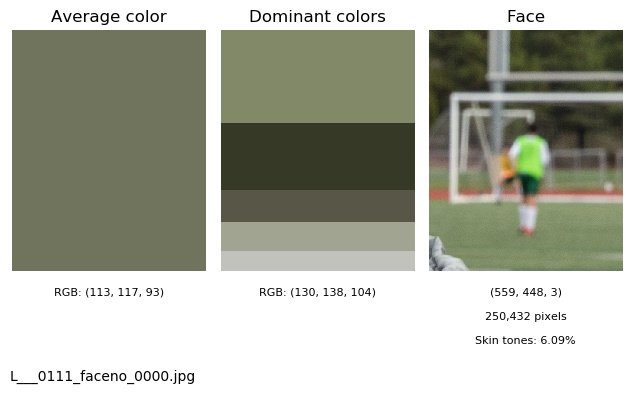 Average color
Dominant colors
Face
RGB: (113, 117, 93)
RGB: (130, 138, 104)
(559, 448, 3)
250,432 pixels
Skin tones: 6.09%
L___0111_faceno_0000.jpg